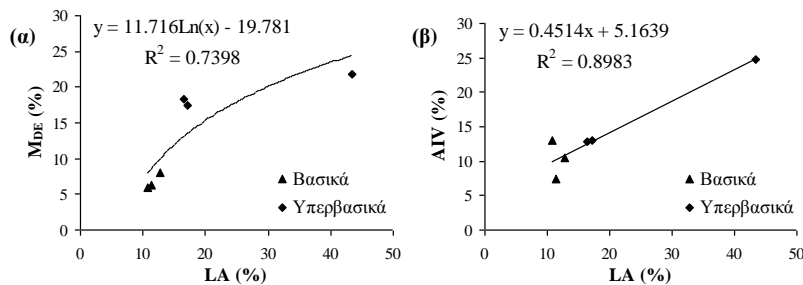 (α)
y = 11.716Ln(x) - 19.781
R² = 0.7398
30
25
20
15
10
5
0
M_DE (%)
Βασικά
Υπερβασικά
0 10 20 30 40 50
LA (%)
(β)
y = 0.4514x + 5.1639
R² = 0.8983
30
25
20
15
10
5
0
AIV (%)
Βασικά
Υπερβασικά
0 10 20 30 40 50
LA (%)